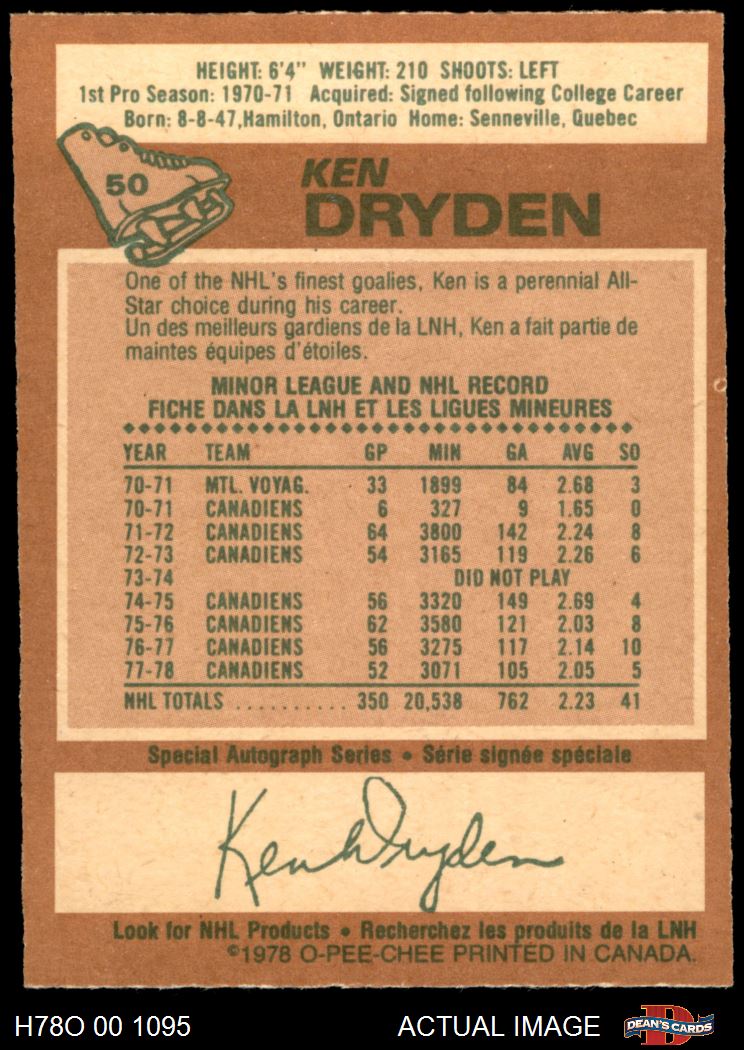 HEIGHT: 6'4" WEIGHT: 210 SHOOTS: LEFT
1st Pro Season: 1970-71 Acquired: Signed following College Career
Born: 8-8-47, Hamilton, Ontario Home: Senneville, Quebec
50
KEN
DRYDEN
One of the NHL's finest goalies, Ken is a perennial All-
Star choice during his career.
Un des meilleurs gardiens de la LNH, Ken a fait partie de
maintes équipes d'étoiles.
MINOR LEAGUE AND NHL RECORD
FICHE DANS LA LNH ET LES LIGUES MINEURES
YEAR TEAM GP MIN GA AVG SO
70-71 MTL. VOYAG. 33 1899 84 2.68 3
70-71 CANADIENS 6 327 9 1.65 0
71-72 CANADIENS 64 3800 142 2.24 8
72-73 CANADIENS 54 3165 119 2.26 6
73-74 DID NOT PLAY
74-75 CANADIENS 56 3320 149 2.69 4
75-76 CANADIENS 62 3580 121 2.03 8
76-77 CANADIENS 56 3275 117 2.14 10
77-78 CANADIENS 52 3071 105 2.05 5
NHL TOTALS .......... 350 20,538 762 2.23 41
Special Autograph Series • Série signée spéciale
Ken Dryden
Look for NHL Products • Recherchez les produits de la LNH
©1978 O-PEE-CHEE PRINTED IN CANADA.
H78O 00 1095 ACTUAL IMAGE D DEAN'S CARDS